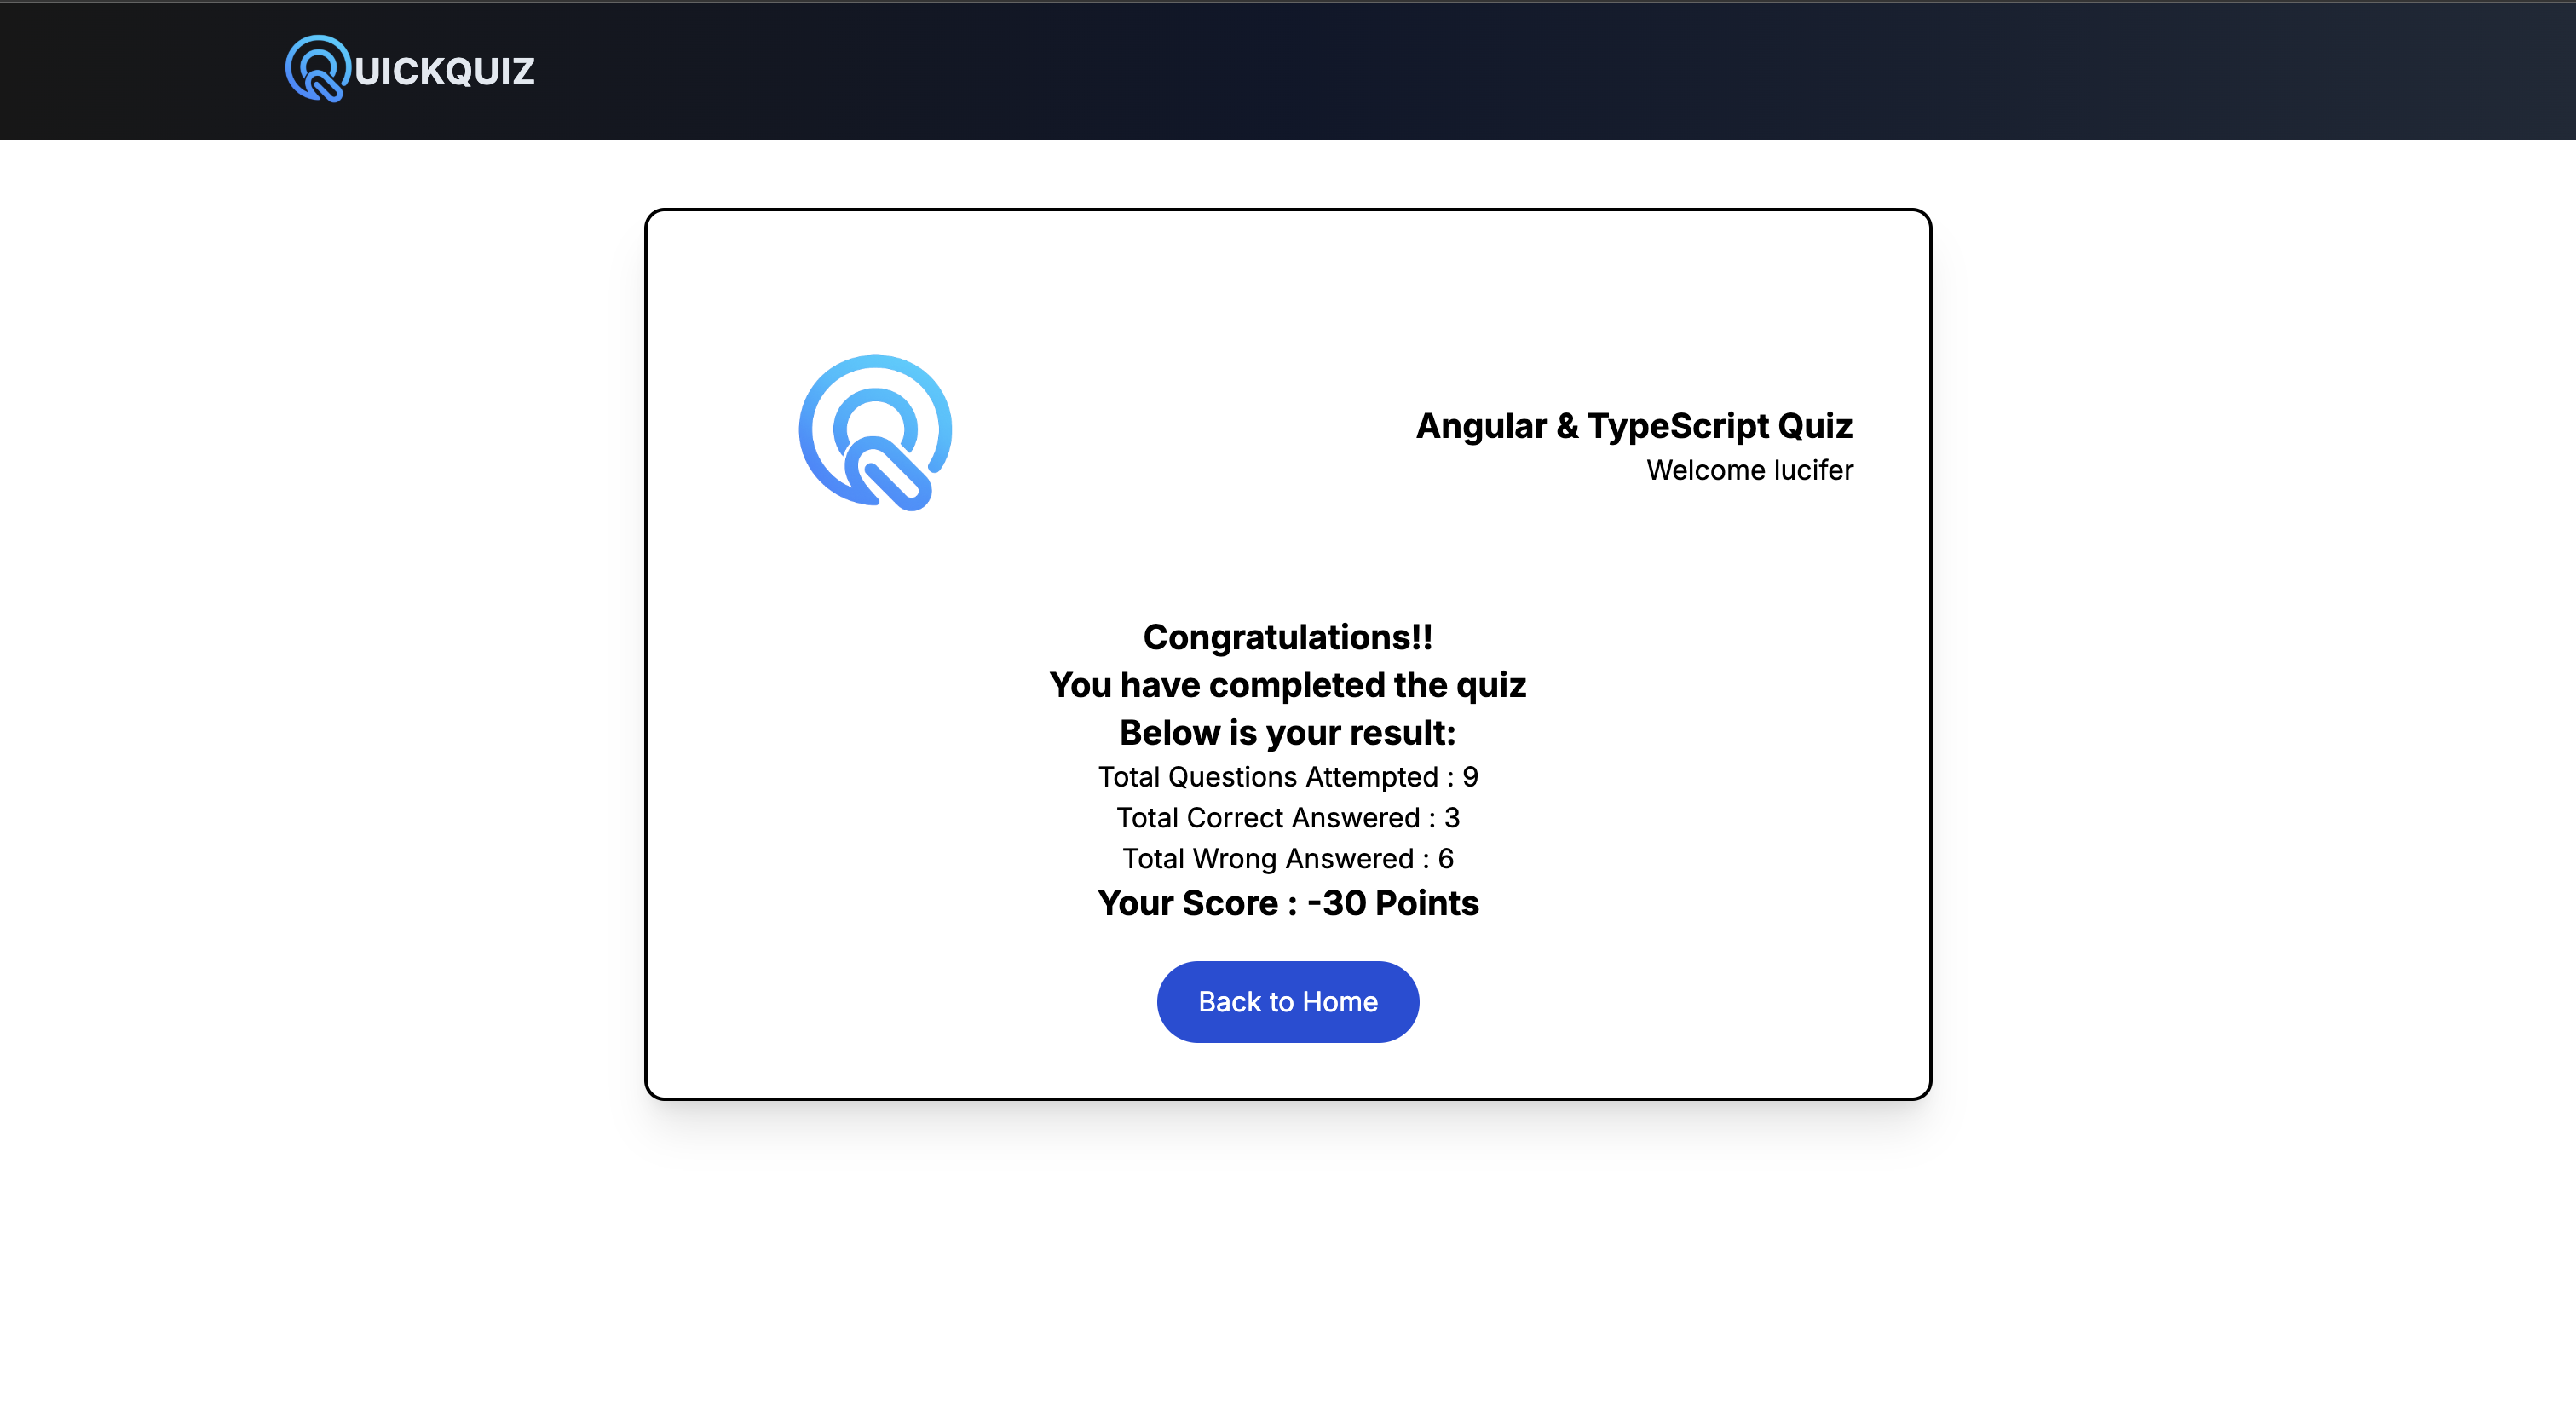 QUICKQUIZ
Angular & TypeScript Quiz
Welcome lucifer
Congratulations!!
You have completed the quiz
Below is your result:
Total Questions Attempted : 9
Total Correct Answered : 3
Total Wrong Answered : 6
Your Score : -30 Points
Back to Home